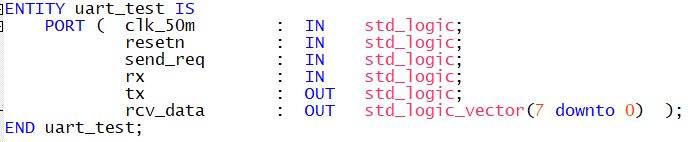 ENTITY uart_test IS
PORT ( clk_50m : IN std_logic;
resetn : IN std_logic;
send_req : IN std_logic;
rx : IN std_logic;
tx : OUT std_logic;
rcv_data : OUT std_logic_vector(7 downto 0) );
END uart_test;